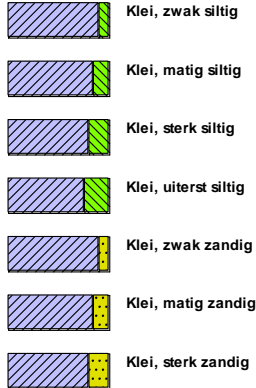 Klei, zwak siltig
Klei, matig siltig
Klei, sterk siltig
Klei, uiterst siltig
Klei, zwak zandig
Klei, matig zandig
Klei, sterk zandig